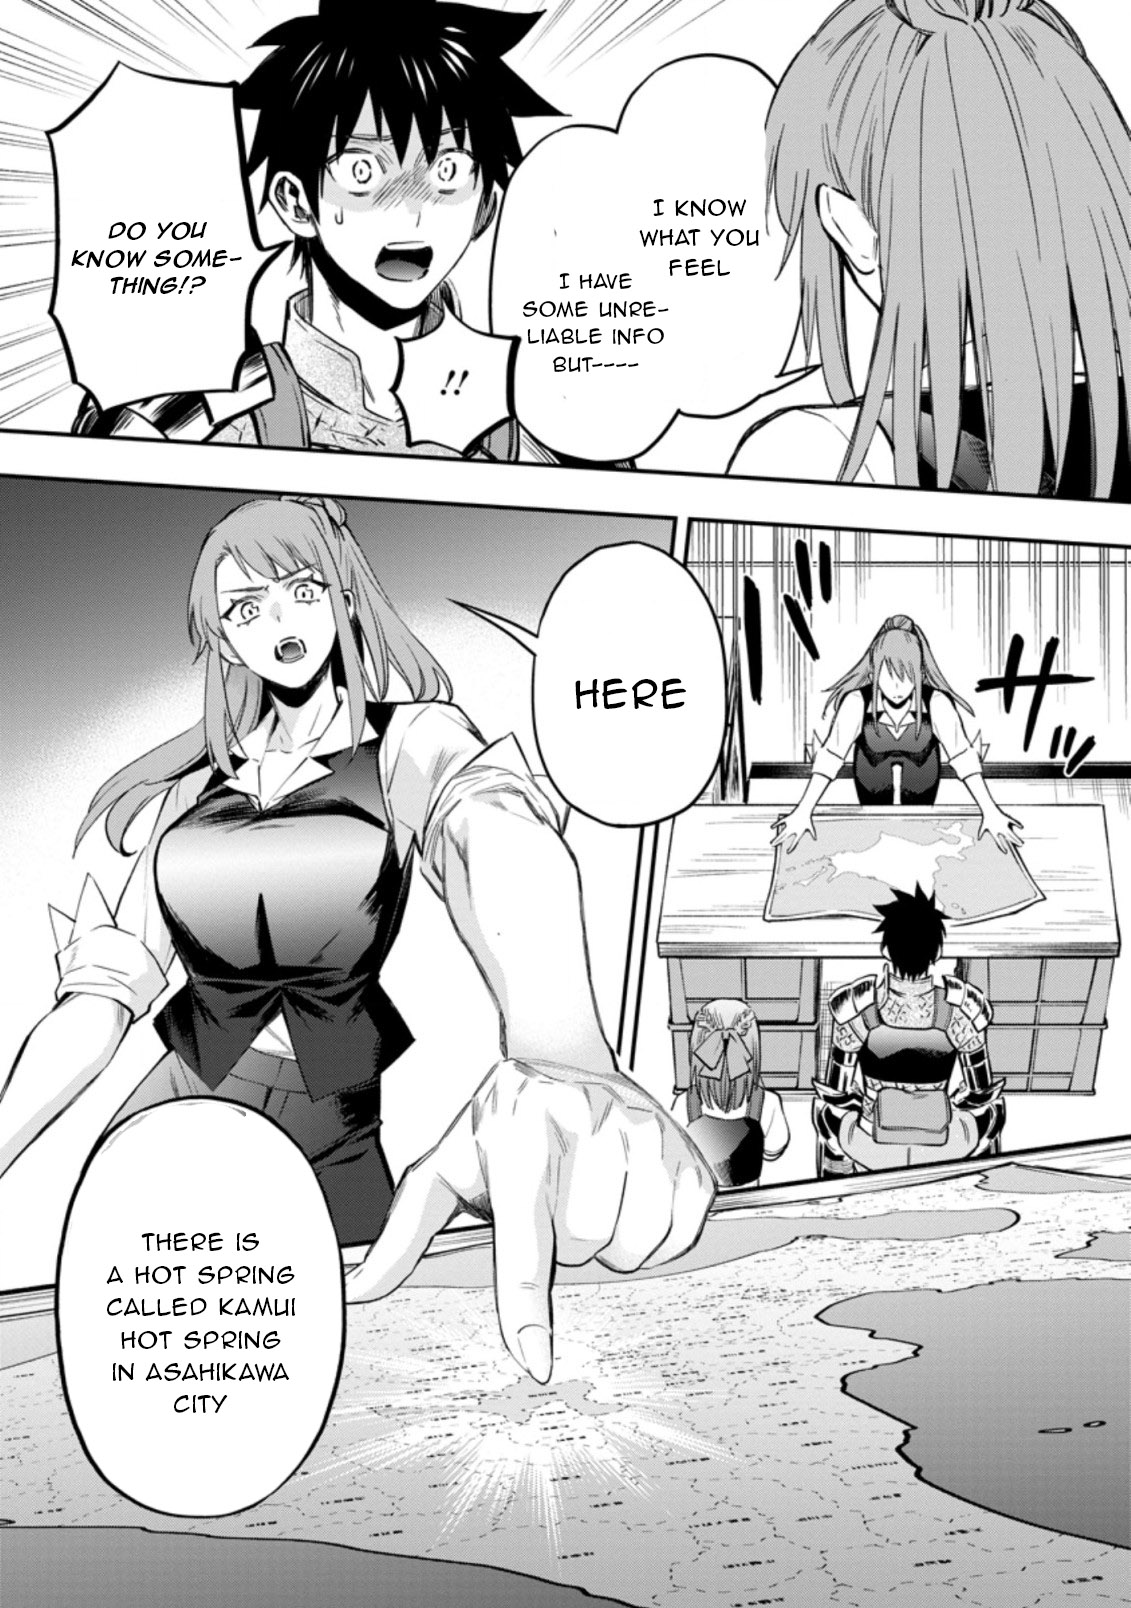 I KNOW
WHAT YOU
FEEL
I HAVE
SOME UNRE-
LIABLE INFO
BUT----
!!
DO YOU
KNOW SOME-
THING!?
HERE
THERE IS
A HOT SPRING
CALLED KAMUI
HOT SPRING
IN ASAHIKAWA
CITY